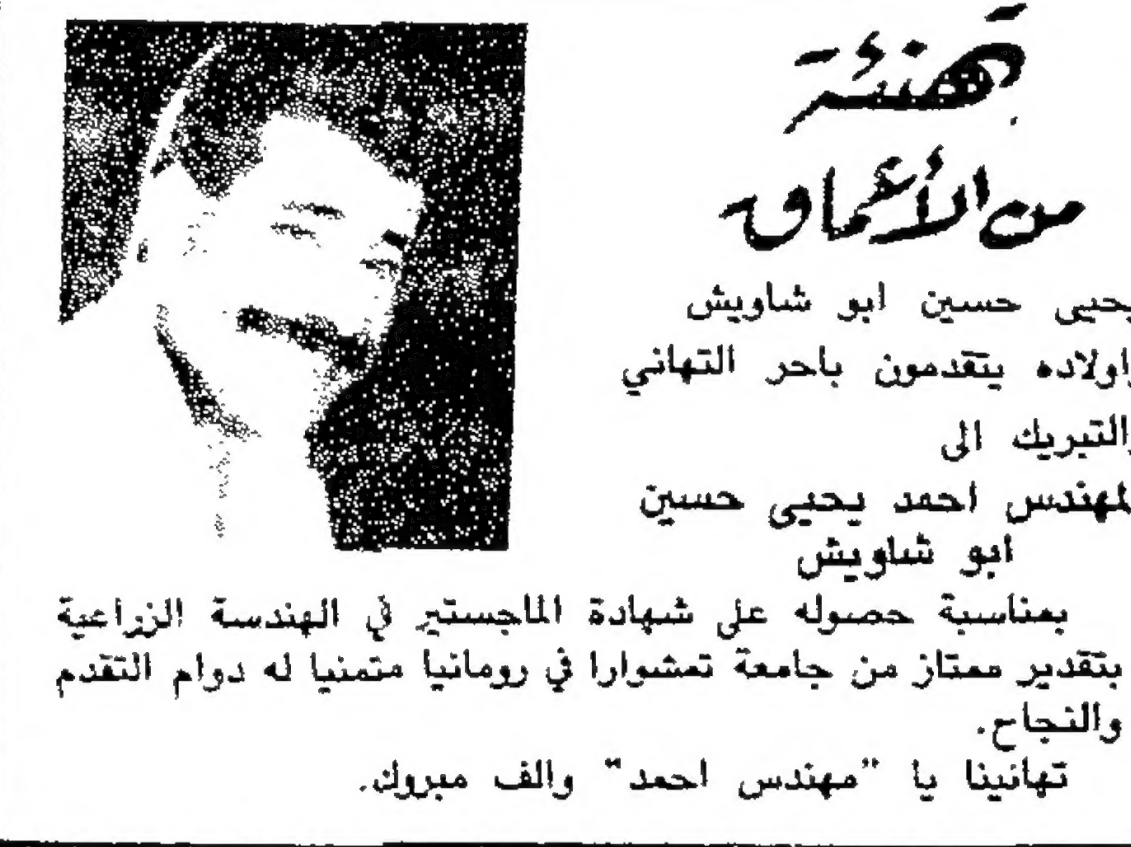 تهنئة
من الأعماق
يحيى حسين ابو شاويش
واولاده يتقدمون باحر التهاني
والتبريك الى
المهندس احمد يحيى حسين
ابو شاويش
بمناسبة حصوله على شهادة الماجستير في الهندسة الزراعية
بتقدير ممتاز من جامعة تمشوارا في رومانيا متمنيا له دوام التقدم
والنجاح.
تهانينا يا "مهندس احمد" والف مبروك.